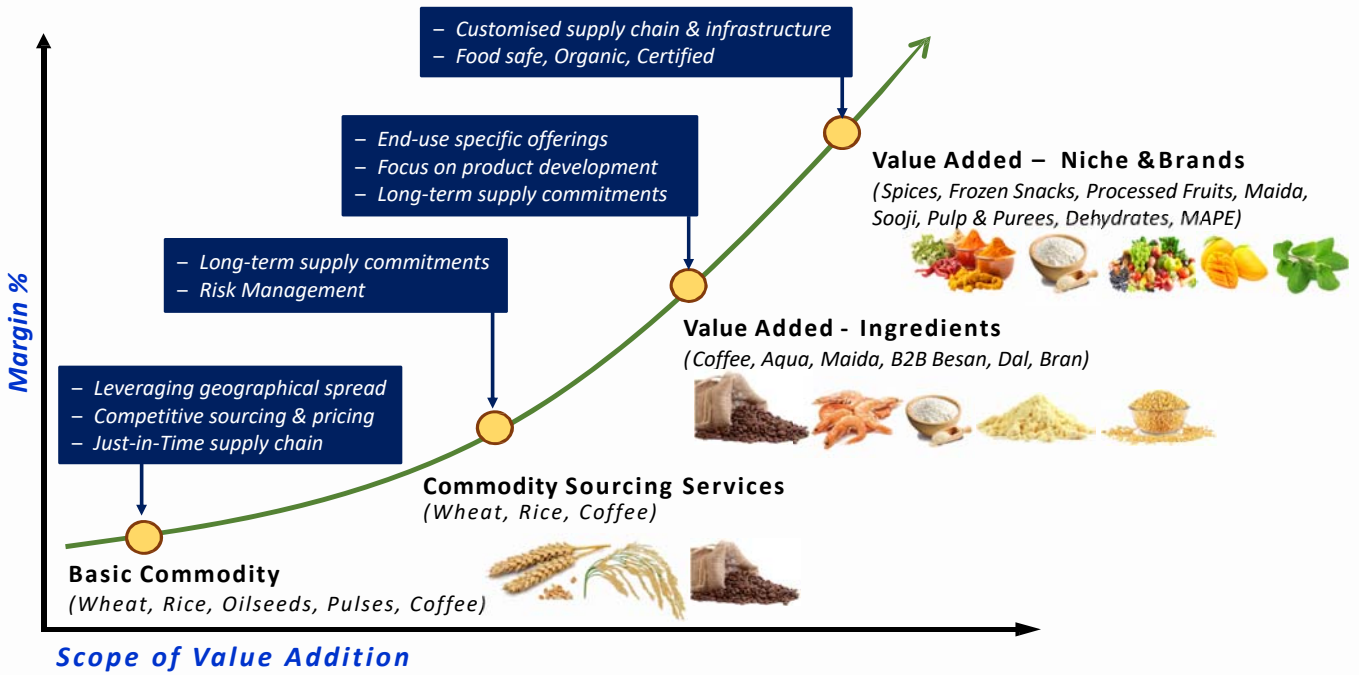 – Customised supply chain & infrastructure
– Food safe, Organic, Certified
– End-use specific offerings
– Focus on product development
– Long-term supply commitments
Value Added – Niche &Brands
(Spices, Frozen Snacks, Processed Fruits, Maida,
Sooji, Pulp & Purees, Dehydrates, MAPE)
– Long-term supply commitments
– Risk Management
Value Added - Ingredients
(Coffee, Aqua, Maida, B2B Besan, Dal, Bran)
– Leveraging geographical spread
– Competitive sourcing & pricing
– Just-in-Time supply chain
Commodity Sourcing Services
(Wheat, Rice, Coffee)
Basic Commodity
(Wheat, Rice, Oilseeds, Pulses, Coffee)
Margin %
Scope of Value Addition